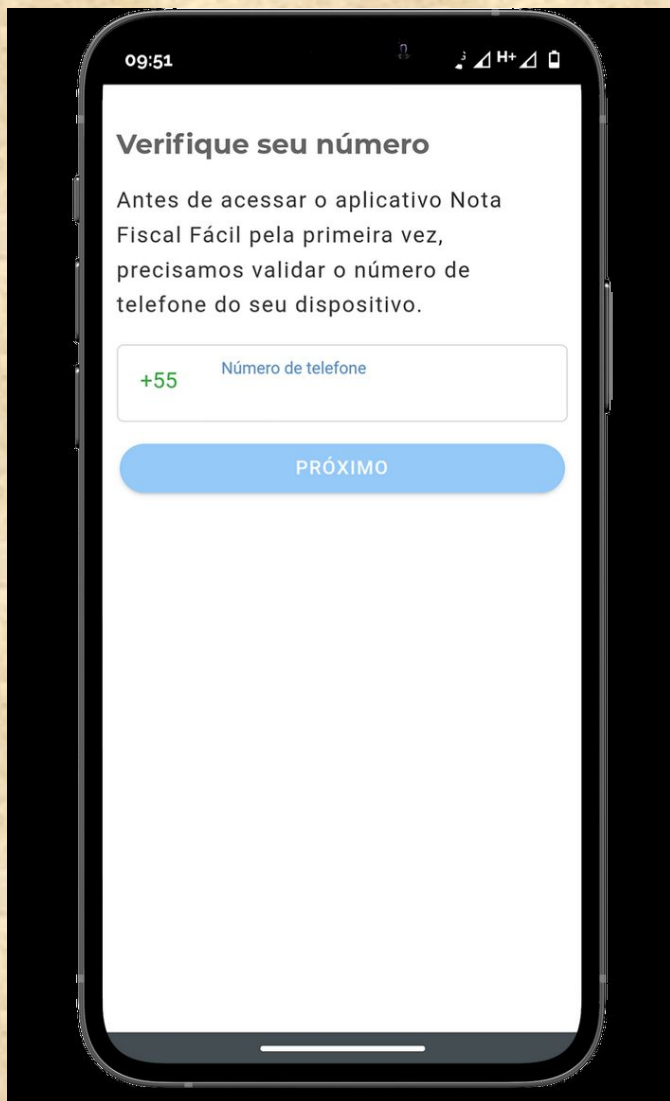 09:51
H+
Verifique seu número
Antes de acessar o aplicativo Nota
Fiscal Fácil pela primeira vez,
precisamos validar o número de
telefone do seu dispositivo.
Número de telefone
+55
PRÓXIMO